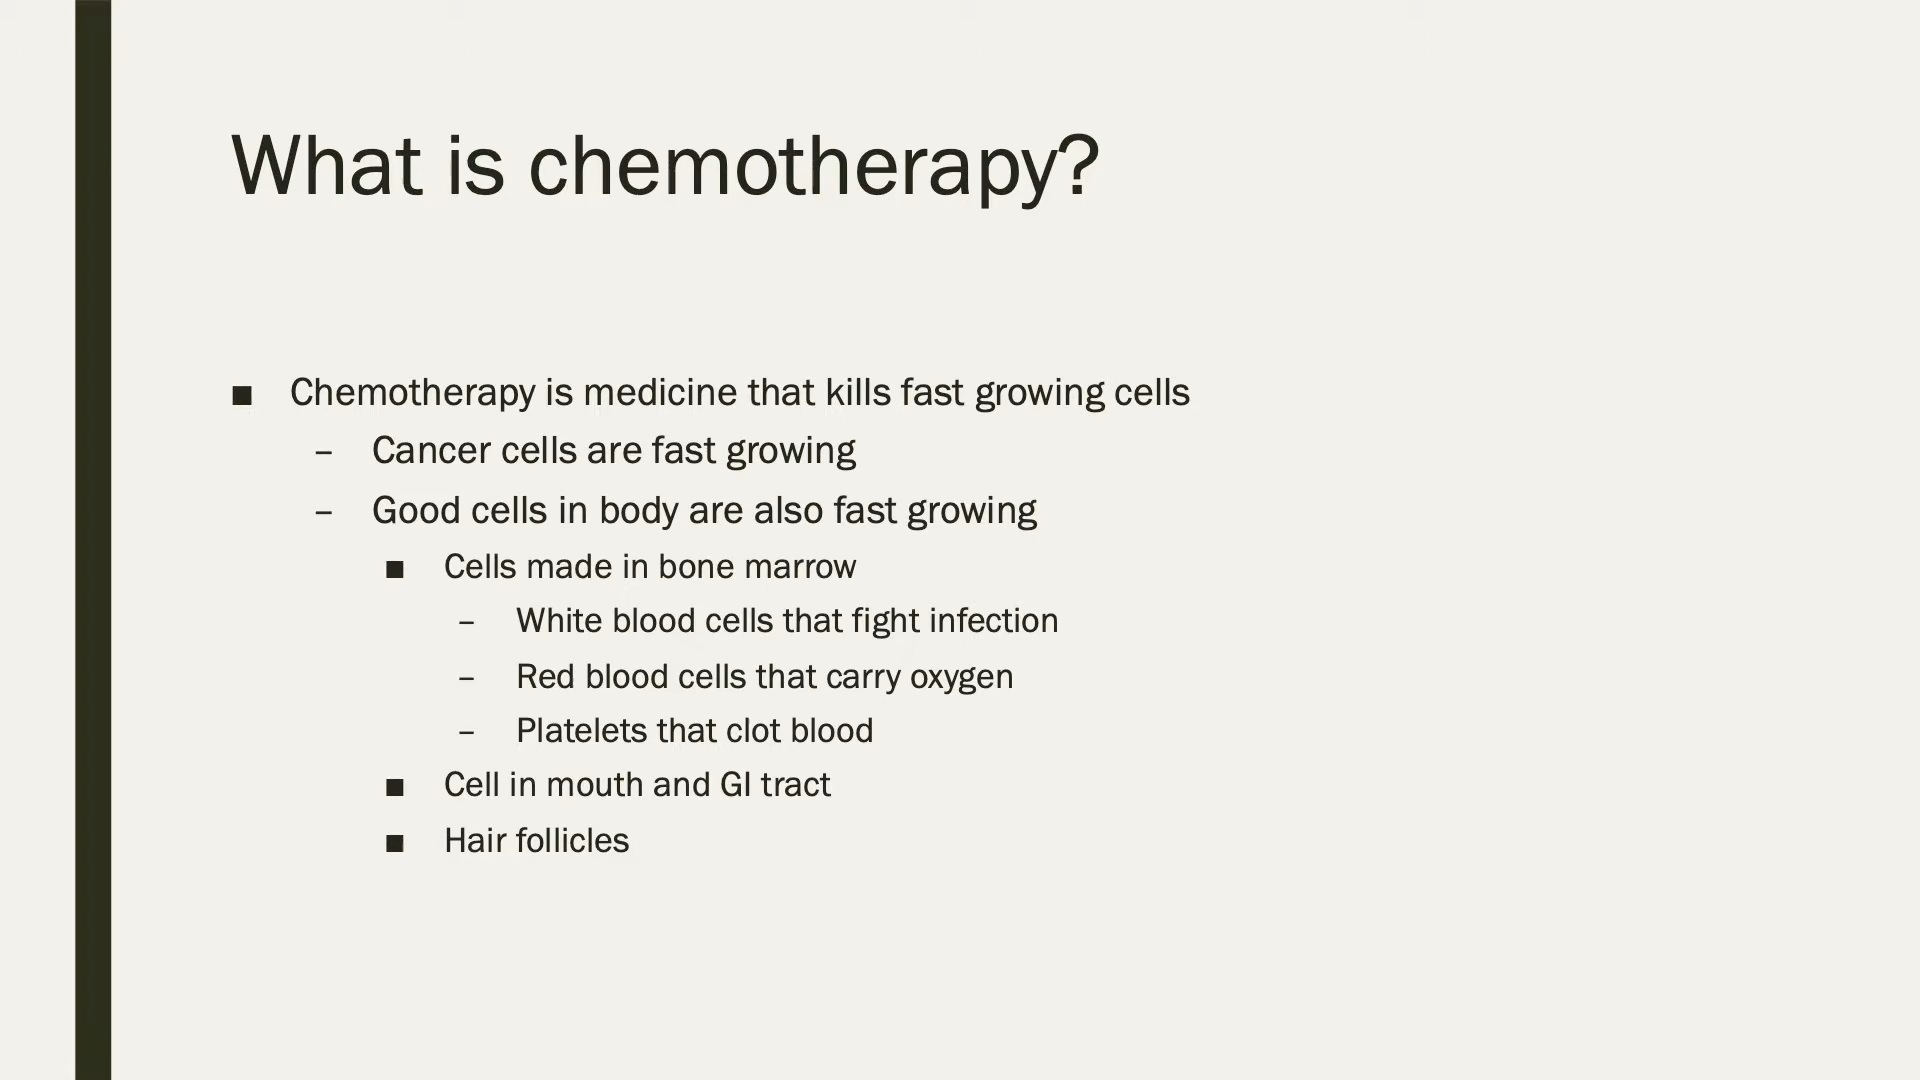 What is chemotherapy?
■ Chemotherapy is medicine that kills fast growing cells
– Cancer cells are fast growing
– Good cells in body are also fast growing
■ Cells made in bone marrow
– White blood cells that fight infection
– Red blood cells that carry oxygen
– Platelets that clot blood
■ Cell in mouth and GI tract
■ Hair follicles